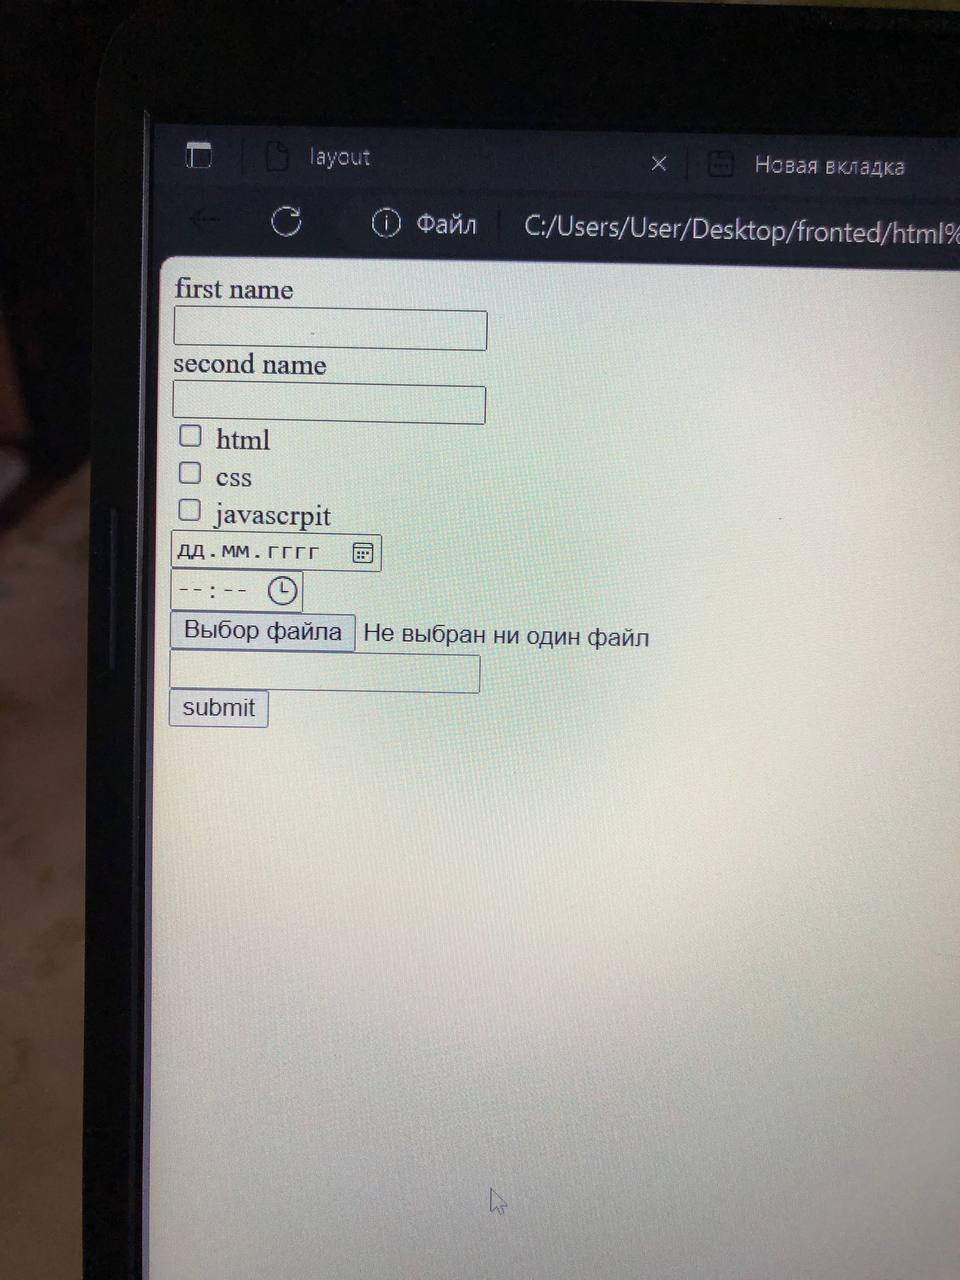 layout
Новая вкладка
Файл C:/Users/User/Desktop/fronted/html%
first name
second name
html
css
javascrpit
дд.мм.гггг
--:--
Выбор файла Не выбран ни один файл
submit